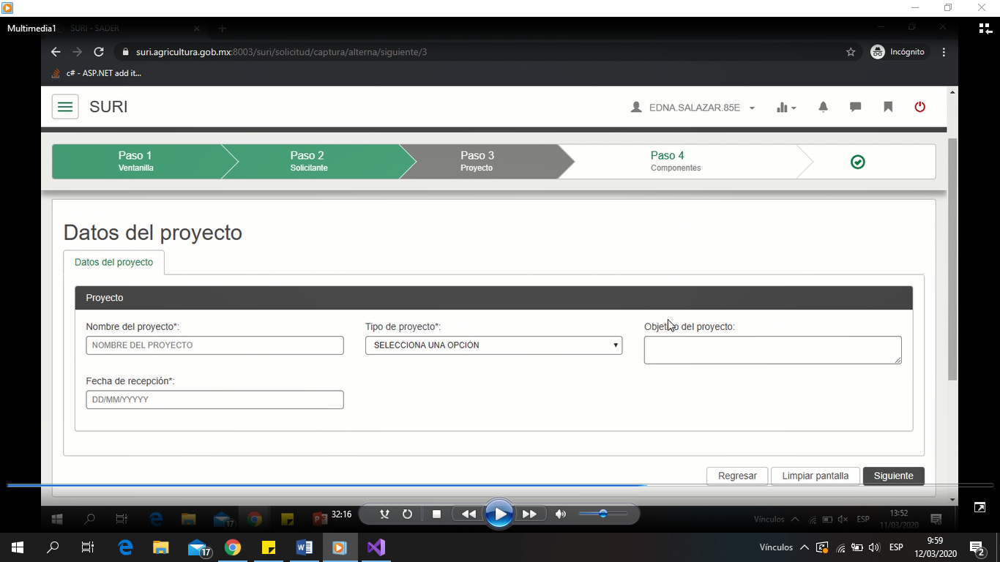 Multimedia1
SURI - SADER
suri.agricultura.gob.mx:8003/suri/solicitud/captura/alterna/siguiente/3
Incógnito
c# - ASP.NET add it...
SURI
EDNA.SALAZAR.85E
Paso 1
Ventanilla
Paso 2
Solicitante
Paso 3
Proyecto
Paso 4
Componentes
Datos del proyecto
Datos del proyecto
Proyecto
Nombre del proyecto*:
NOMBRE DEL PROYECTO
Tipo de proyecto*:
SELECCIONA UNA OPCIÓN
Objetivo del proyecto:
Fecha de recepción*:
DD/MM/YYYYY
Regresar
Limpiar pantalla
Siguiente
17
32:16
Vínculos
ESP
13:52
11/03/2020
17
Vínculos
ESP
9:59
12/03/2020
2